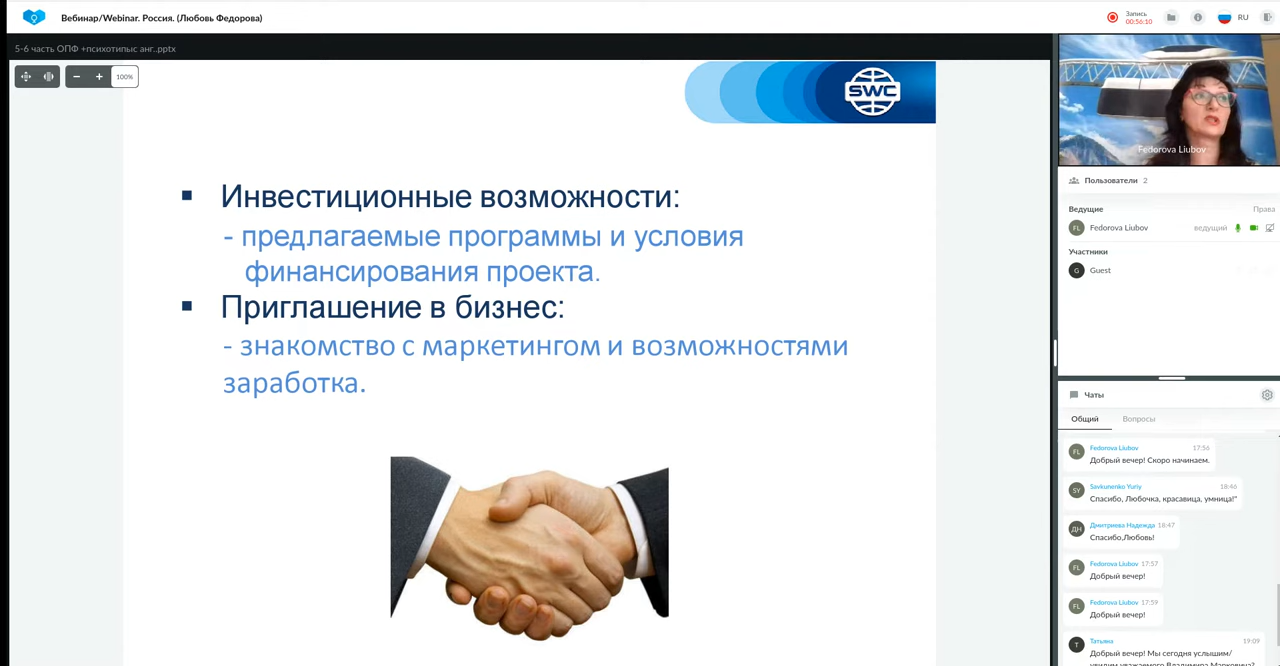 Вебинар/Webinar. Россия. (Любовь Федорова)
Запись
00:56:10
RU
5-6 часть ОПФ +психотипыс анг..pptx
100%
SWC
Инвестиционные возможности:
- предлагаемые программы и условия
финансирования проекта.
Приглашение в бизнес:
- знакомство с маркетингом и возможностями
заработка.
Fedorova Liubov
Пользователи 2
Ведущие Права
FL Fedorova Liubov ведущий
Участники
G Guest
Чаты
Общий Вопросы
FL Fedorova Liubov 17:56
Добрый вечер! Скоро начинаем.
SY Savkunenko Yuriy 18:46
Спасибо, Любочка, красавица, умница!"
ДН Дмитриева Надежда 18:47
Спасибо,Любовь!
FL Fedorova Liubov 17:57
Добрый вечер!
FL Fedorova Liubov 17:59
Добрый вечер!
Т Татьяна 19:09
Добрый вечер! Мы сегодня услышим/
увидим уважаемого Владимира Марковича?